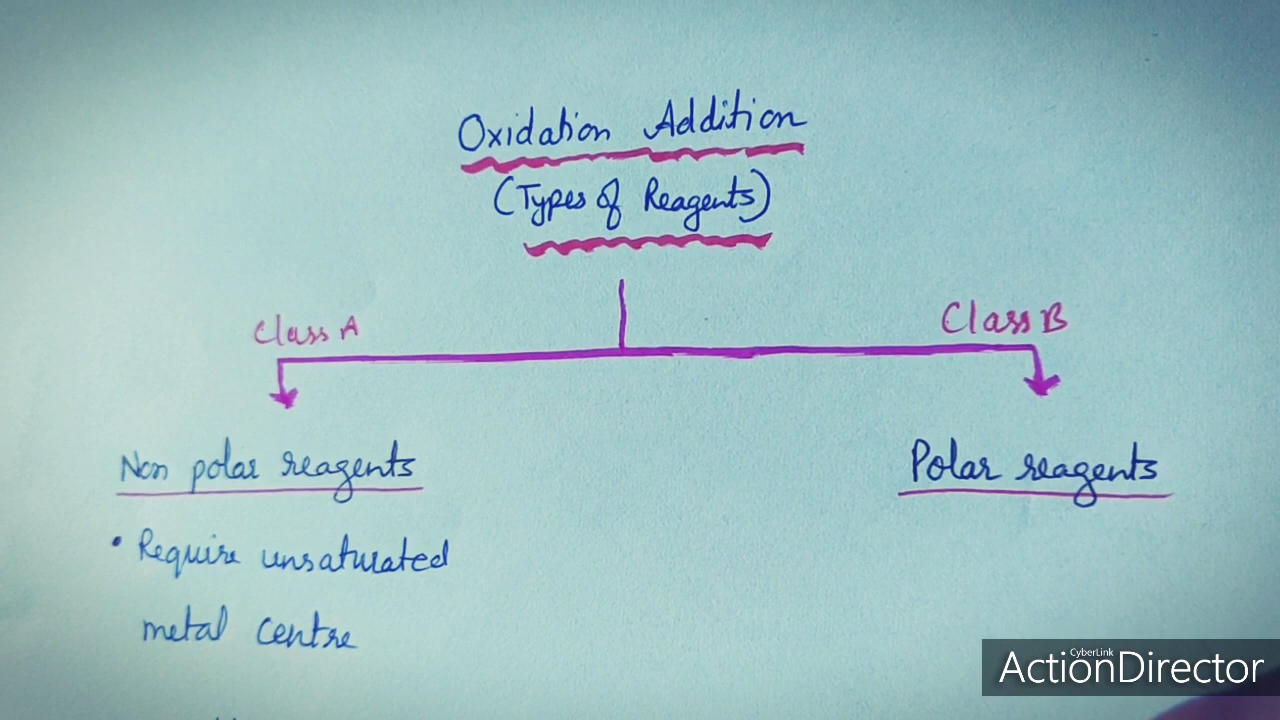 Oxidation Addition
(Types of Reagents)
Class A
Class B
Non polar reagents
Polar reagents
• Require unsaturated
metal centre
CyberLink
ActionDirector